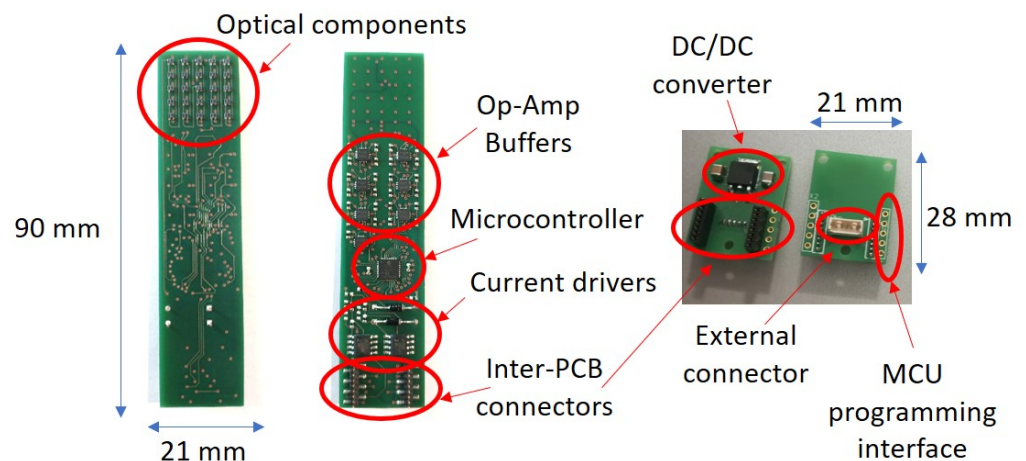 Optical components
90 mm
21 mm
Op-Amp
Buffers
Microcontroller
Current drivers
Inter-PCB
connectors
DC/DC
converter
21 mm
28 mm
External
connector
MCU
programming
interface